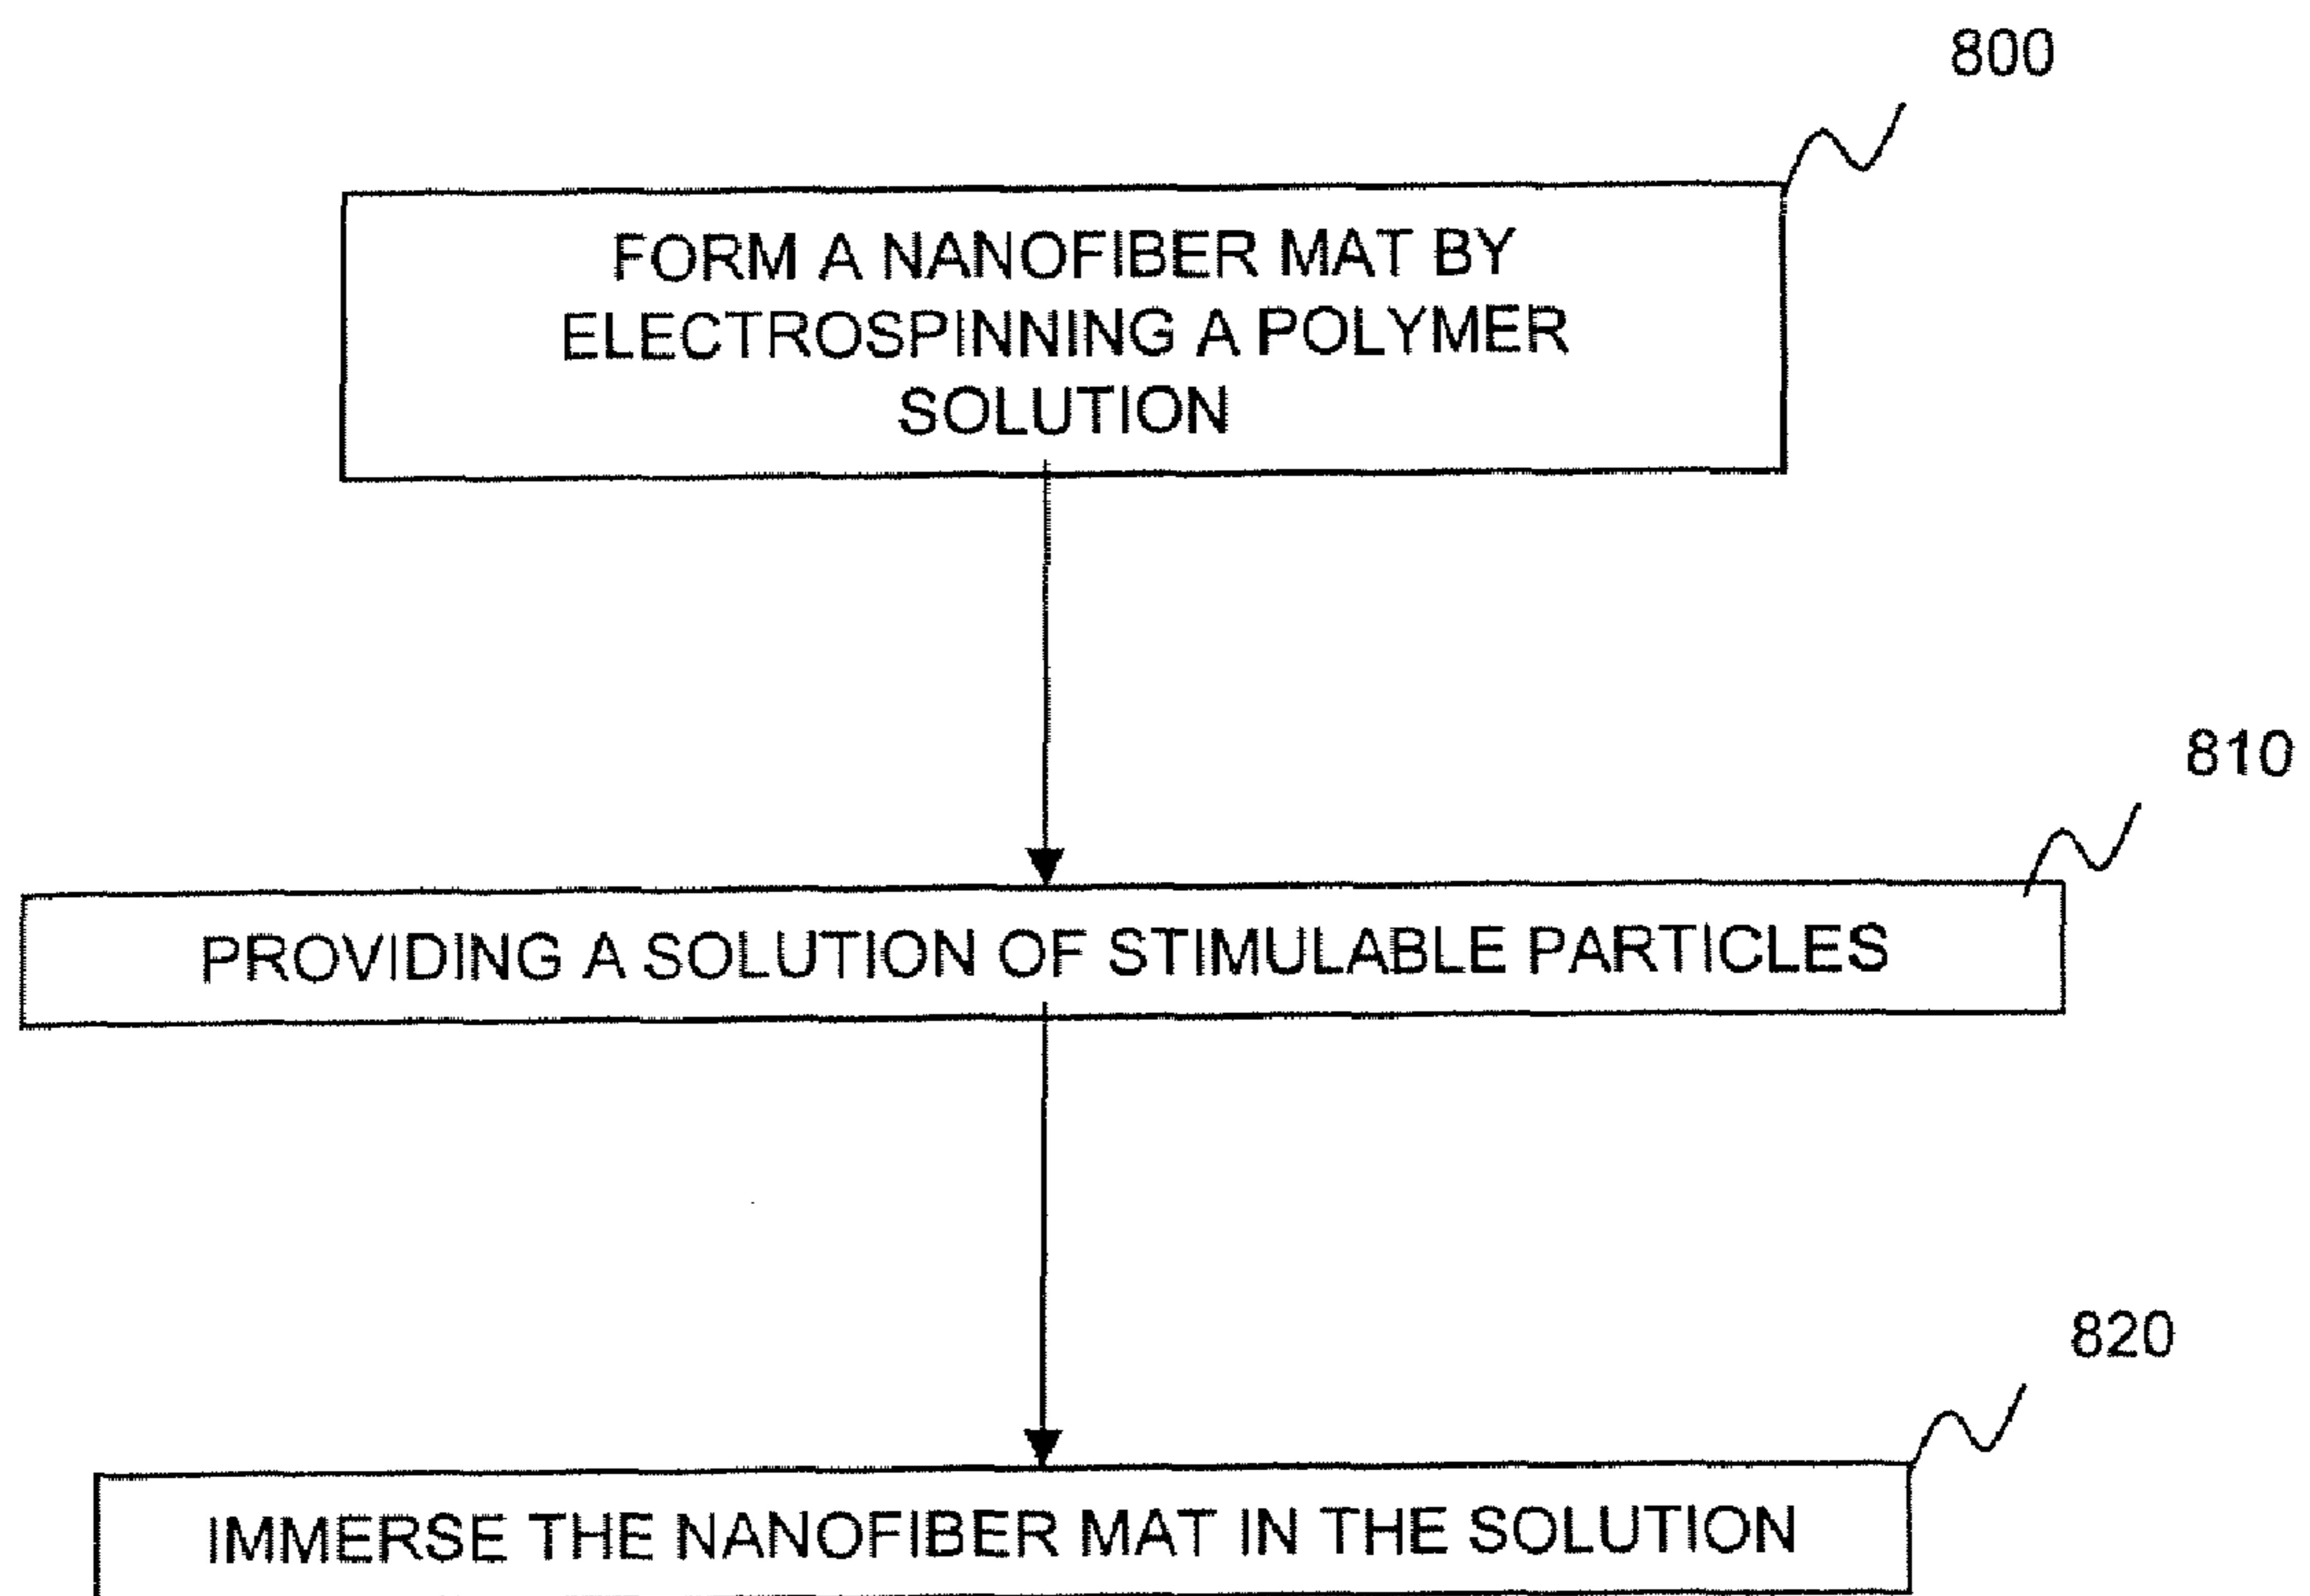 800
FORM A NANOFIBER MAT BY
ELECTROSPINNING A POLYMER
SOLUTION
810
PROVIDING A SOLUTION OF STIMULABLE PARTICLES
820
IMMERSE THE NANOFIBER MAT IN THE SOLUTION